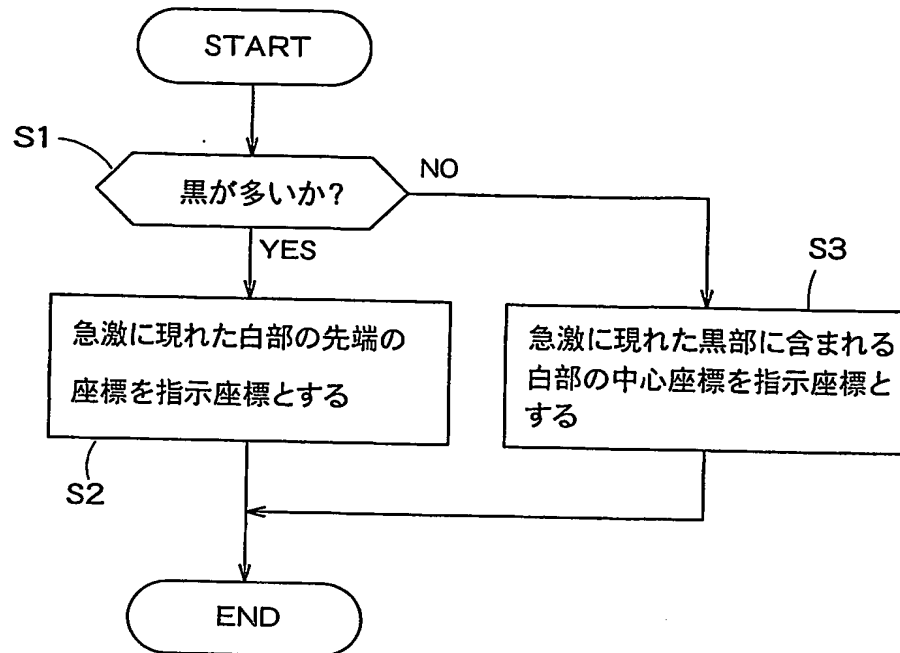 START
S1
黒が多いか?
NO
YES
S3
急激に現れた白部の先端の
座標を指示座標とする
急激に現れた黒部に含まれる
白部の中心座標を指示座標と
する
S2
END